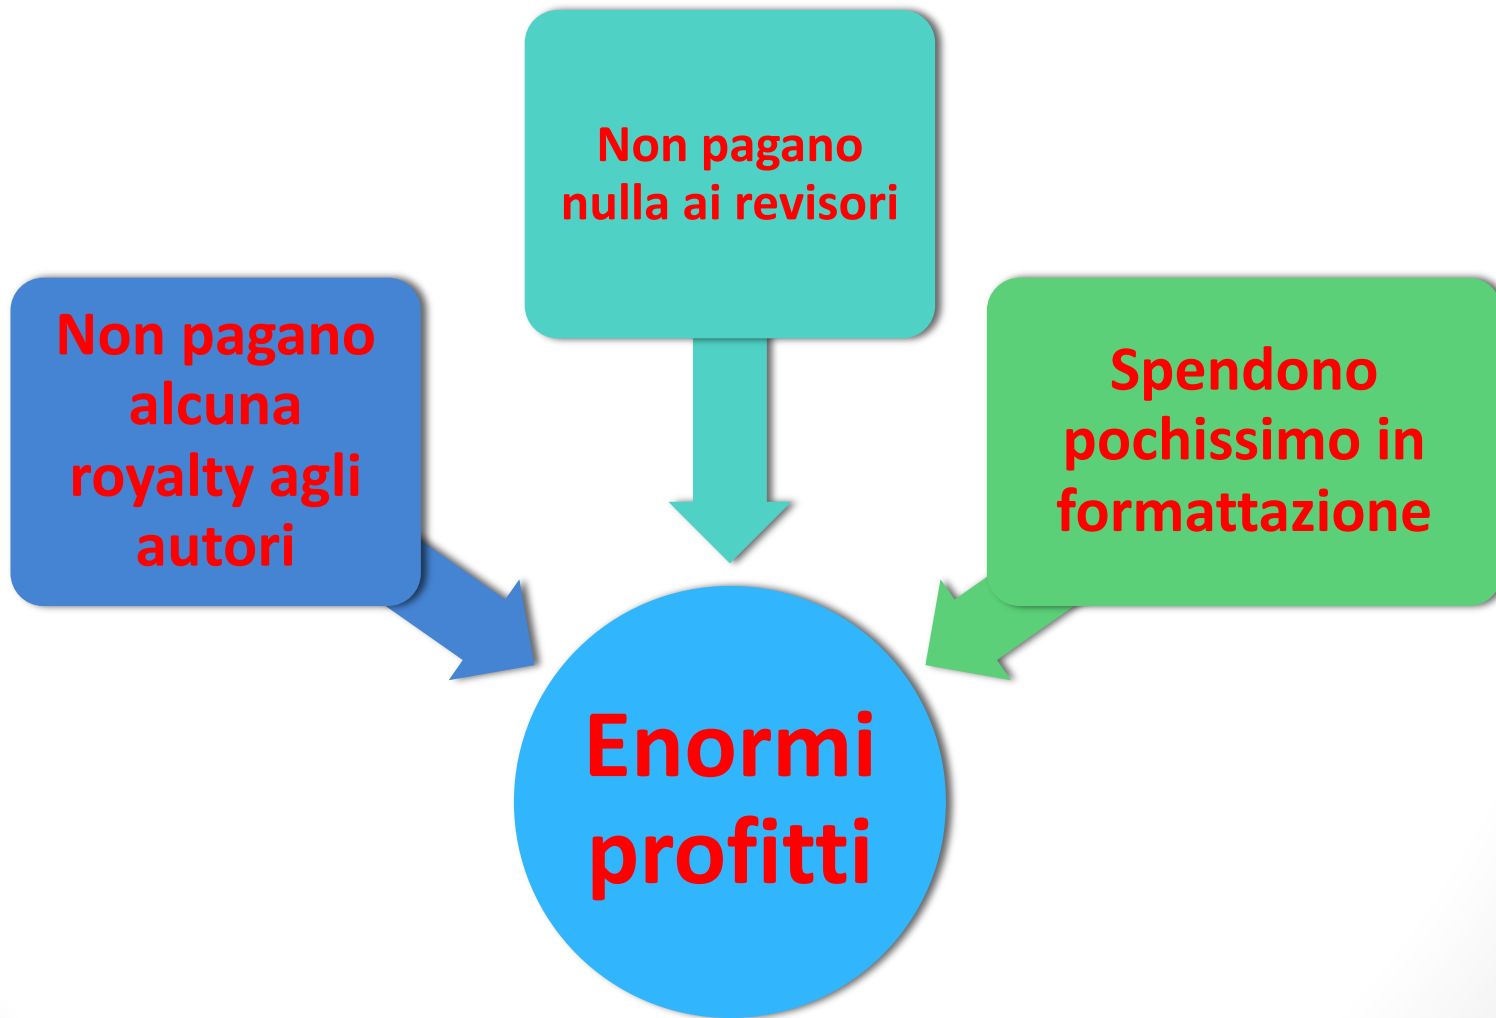 Non pagano
nulla ai revisori
Non pagano
alcuna
royalty agli
autori
Spendono
pochissimo in
formattazione
Enormi
profitti